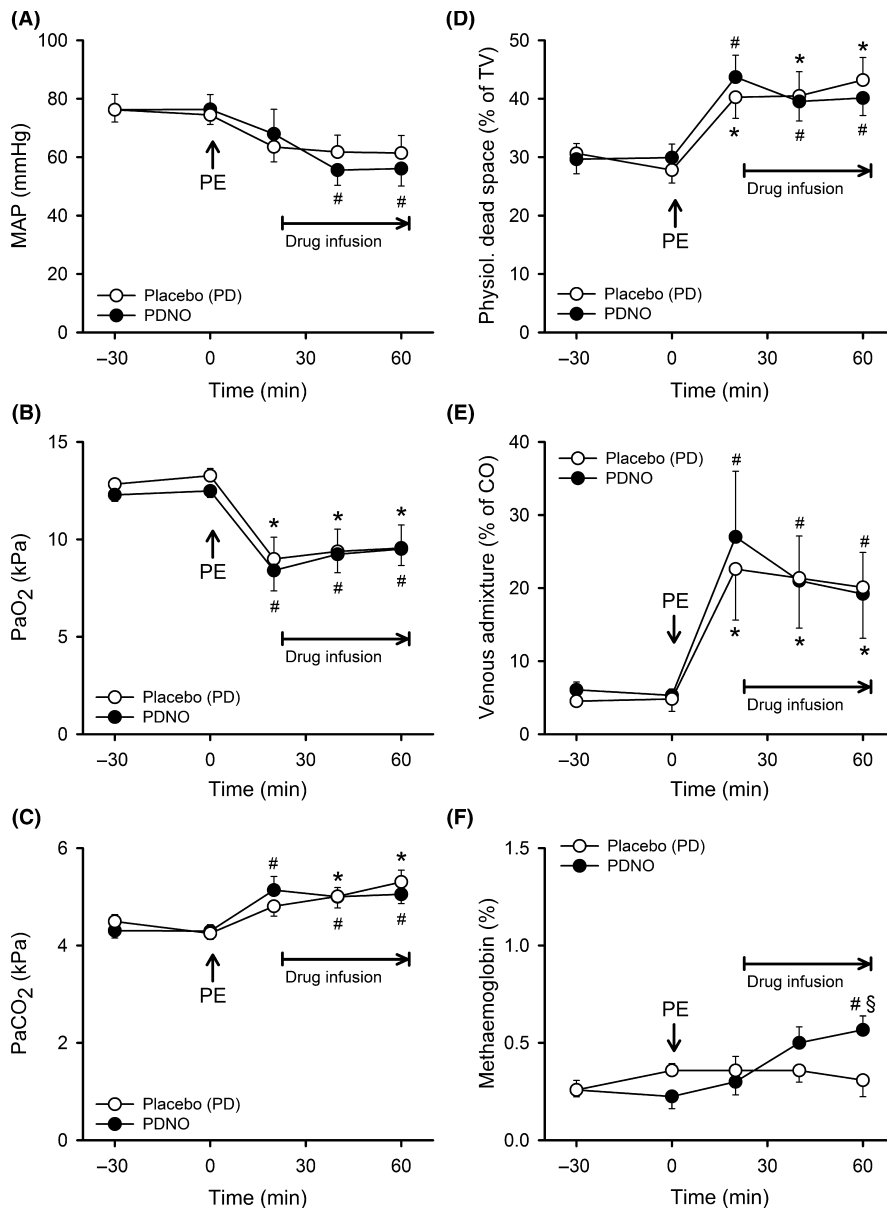 (A)
100
80
60
40
20
0
MAP (mmHg)
PE
#
#
Drug infusion
Placebo (PD)
PDNO
–30
0
30
60
Time (min)
(B)
15
10
5
0
PaO2 (kPa)
*
*
*
PE
#
#
#
Drug infusion
Placebo (PD)
PDNO
–30
0
30
60
Time (min)
(C)
6
4
2
0
PaCO2 (kPa)
#
*
*
#
#
PE
Drug infusion
Placebo (PD)
PDNO
–30
0
30
60
Time (min)
(D)
50
40
30
20
10
0
Physiol. dead space (% of TV)
#
*
*
*
#
#
PE
Drug infusion
Placebo (PD)
PDNO
–30
0
30
60
Time (min)
(E)
40
30
20
10
0
Venous admixture (% of CO)
Placebo (PD)
PDNO
#
#
#
PE
*
*
*
Drug infusion
–30
0
30
60
Time (min)
(F)
1.5
1.0
0.5
0.0
Methaemoglobin (%)
Placebo (PD)
PDNO
Drug infusion
PE
# §
–30
0
30
60
Time (min)